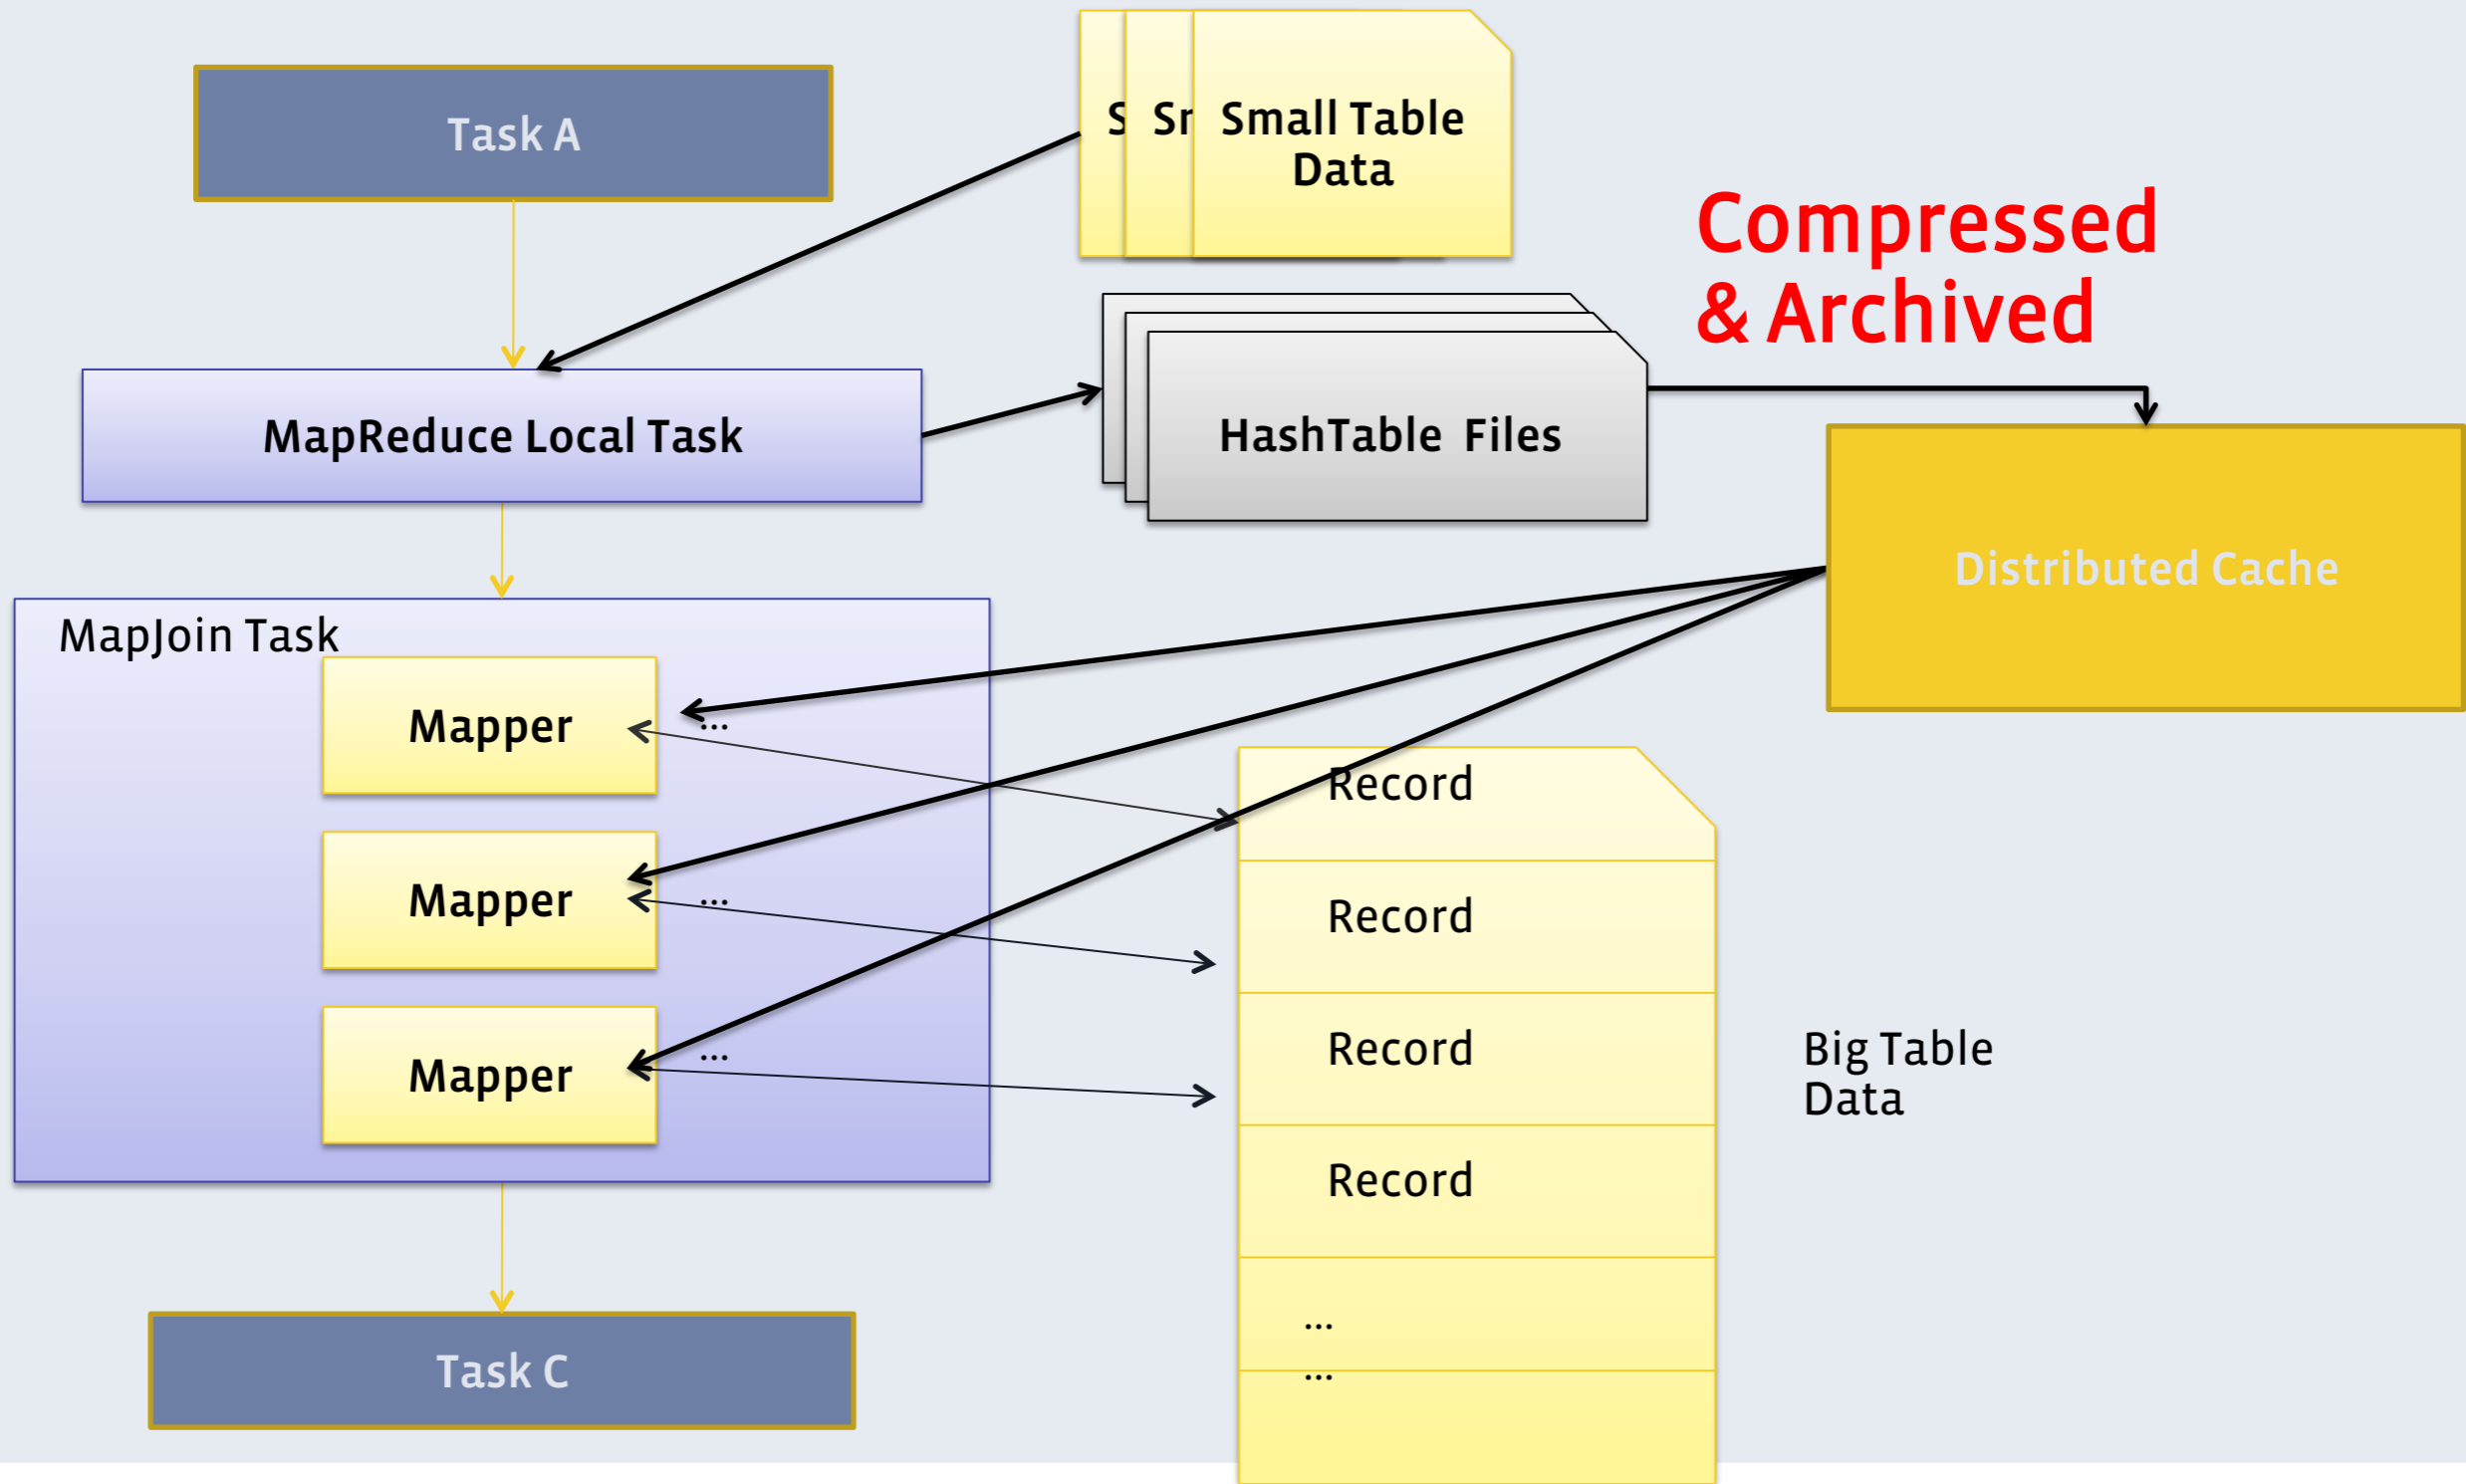 Task A
S
Sr
Small Table
Data
Compressed
& Archived
MapReduce Local Task
HashTable Files
Distributed Cache
MapJoin Task
Mapper
...
Mapper
...
Mapper
...
Record
Record
Record
Record
...
...
Big Table
Data
Task C